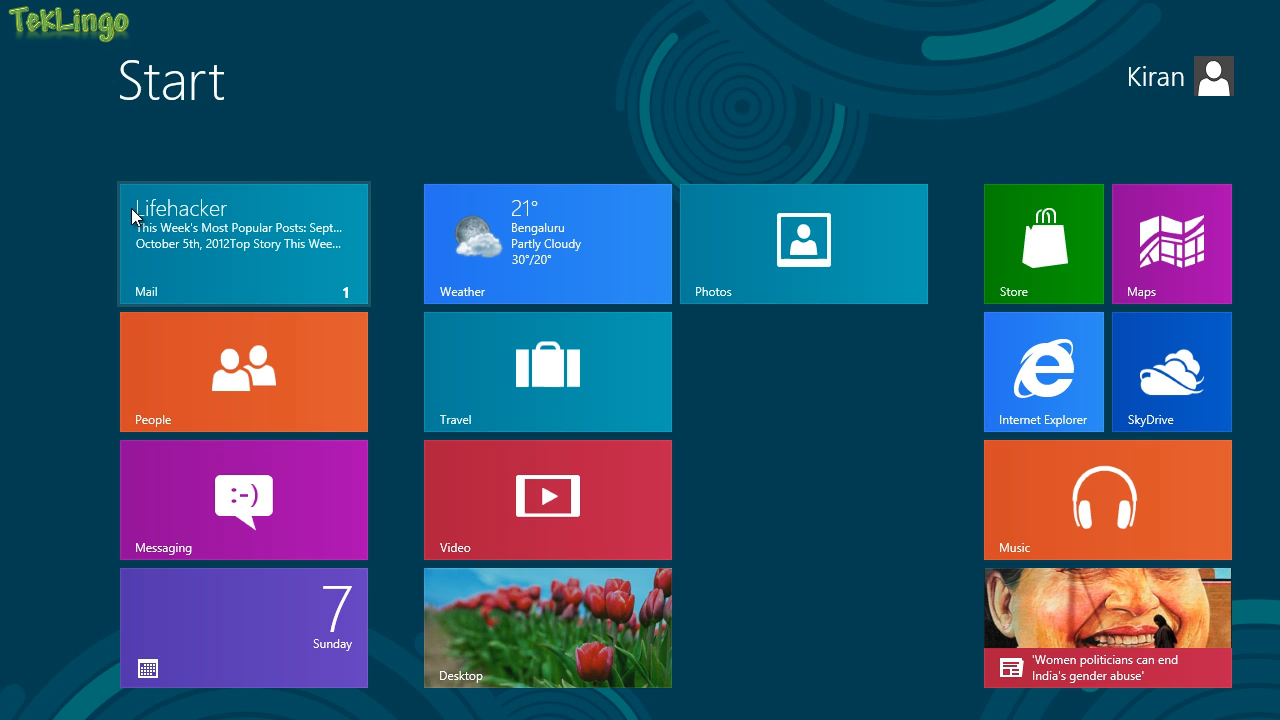 TekLingo
Start
Kiran
Lifehacker
This Week's Most Popular Posts: Sept...
October 5th, 2012Top Story This Wee...
Mail
1
21°
Bengaluru
Partly Cloudy
30°/20°
Weather
Photos
Store
Maps
People
Travel
Internet Explorer
SkyDrive
:-)
Messaging
Video
Music
7
Sunday
Desktop
'Women politicians can end
India's gender abuse'